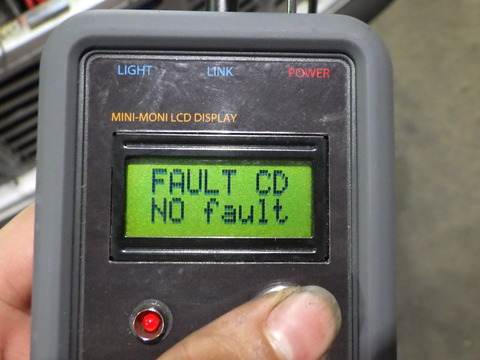 LIGHT LINK POWER
MINI-MONI LCD DISPLAY
FAULT CD
NO fault